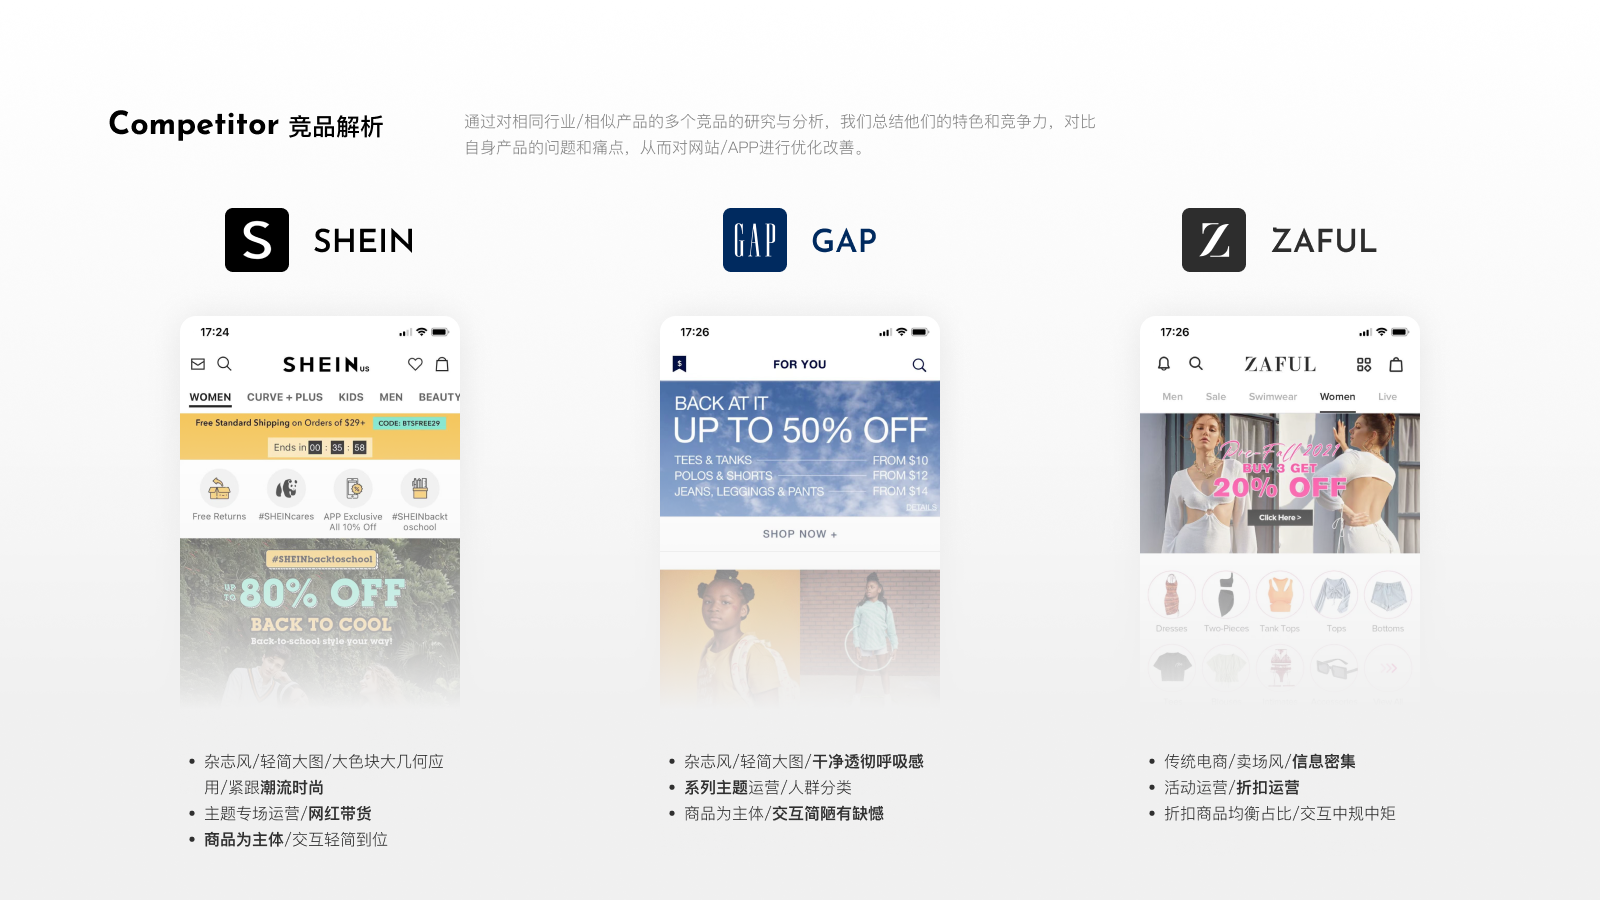 Competitor 竞品解析
通过对相同行业/相似产品的多个竞品的研究与分析，我们总结他们的特色和竞争力，对比
自身产品的问题和痛点，从而对网站/APP进行优化改善。
S SHEIN
17:24
SHEIN US
WOMEN CURVE + PLUS KIDS MEN BEAUTY
Free Standard Shipping on Orders of $29+ CODE: BTSFREE29
Ends in 00 : 35 : 58
Free Returns #SHEINcares APP Exclusive All 10% Off #SHEINbackt oschool
#SHEINbacktoschool
UP TO 80% OFF
BACK TO COOL
Back-to-school style your way!
杂志风/轻简大图/大色块大几何应
用/紧跟潮流时尚
主题专场运营/网红带货
商品为主体/交互轻简到位
GAP GAP
17:26
$ FOR YOU
BACK AT IT
UP TO 50% OFF
TEES & TANKS FROM $10
POLOS & SHORTS FROM $12
JEANS, LEGGINGS & PANTS FROM $14
DETAILS
SHOP NOW +
杂志风/轻简大图/干净透彻呼吸感
系列主题运营/人群分类
商品为主体/交互简陋有缺憾
Z ZAFUL
17:26
ZAFUL
Men Sale Swimwear Women Live
Pre-Fall 2021
BUY 3 GET
20% OFF
Click Here >
Dresses Two-Pieces Tank Tops Tops Bottoms
传统电商/卖场风/信息密集
活动运营/折扣运营
折扣商品均衡占比/交互中规中矩